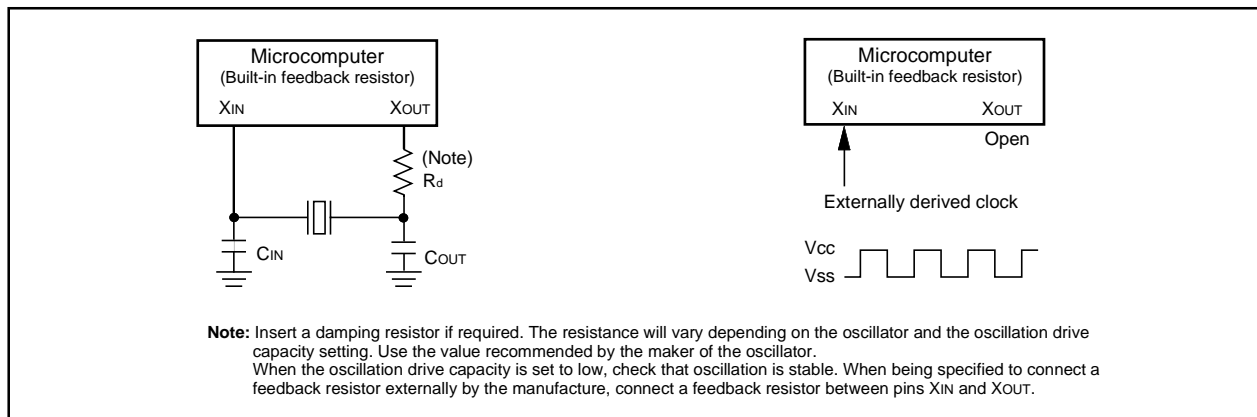 Microcomputer
(Built-in feedback resistor)
XIN XOUT
(Note)
Rd
CIN
COUT
Microcomputer
(Built-in feedback resistor)
XIN XOUT
Open
Externally derived clock
Vcc
Vss
Note: Insert a damping resistor if required. The resistance will vary depending on the oscillator and the oscillation drive
capacity setting. Use the value recommended by the maker of the oscillator.
When the oscillation drive capacity is set to low, check that oscillation is stable. When being specified to connect a
feedback resistor externally by the manufacture, connect a feedback resistor between pins XIN and XOUT.